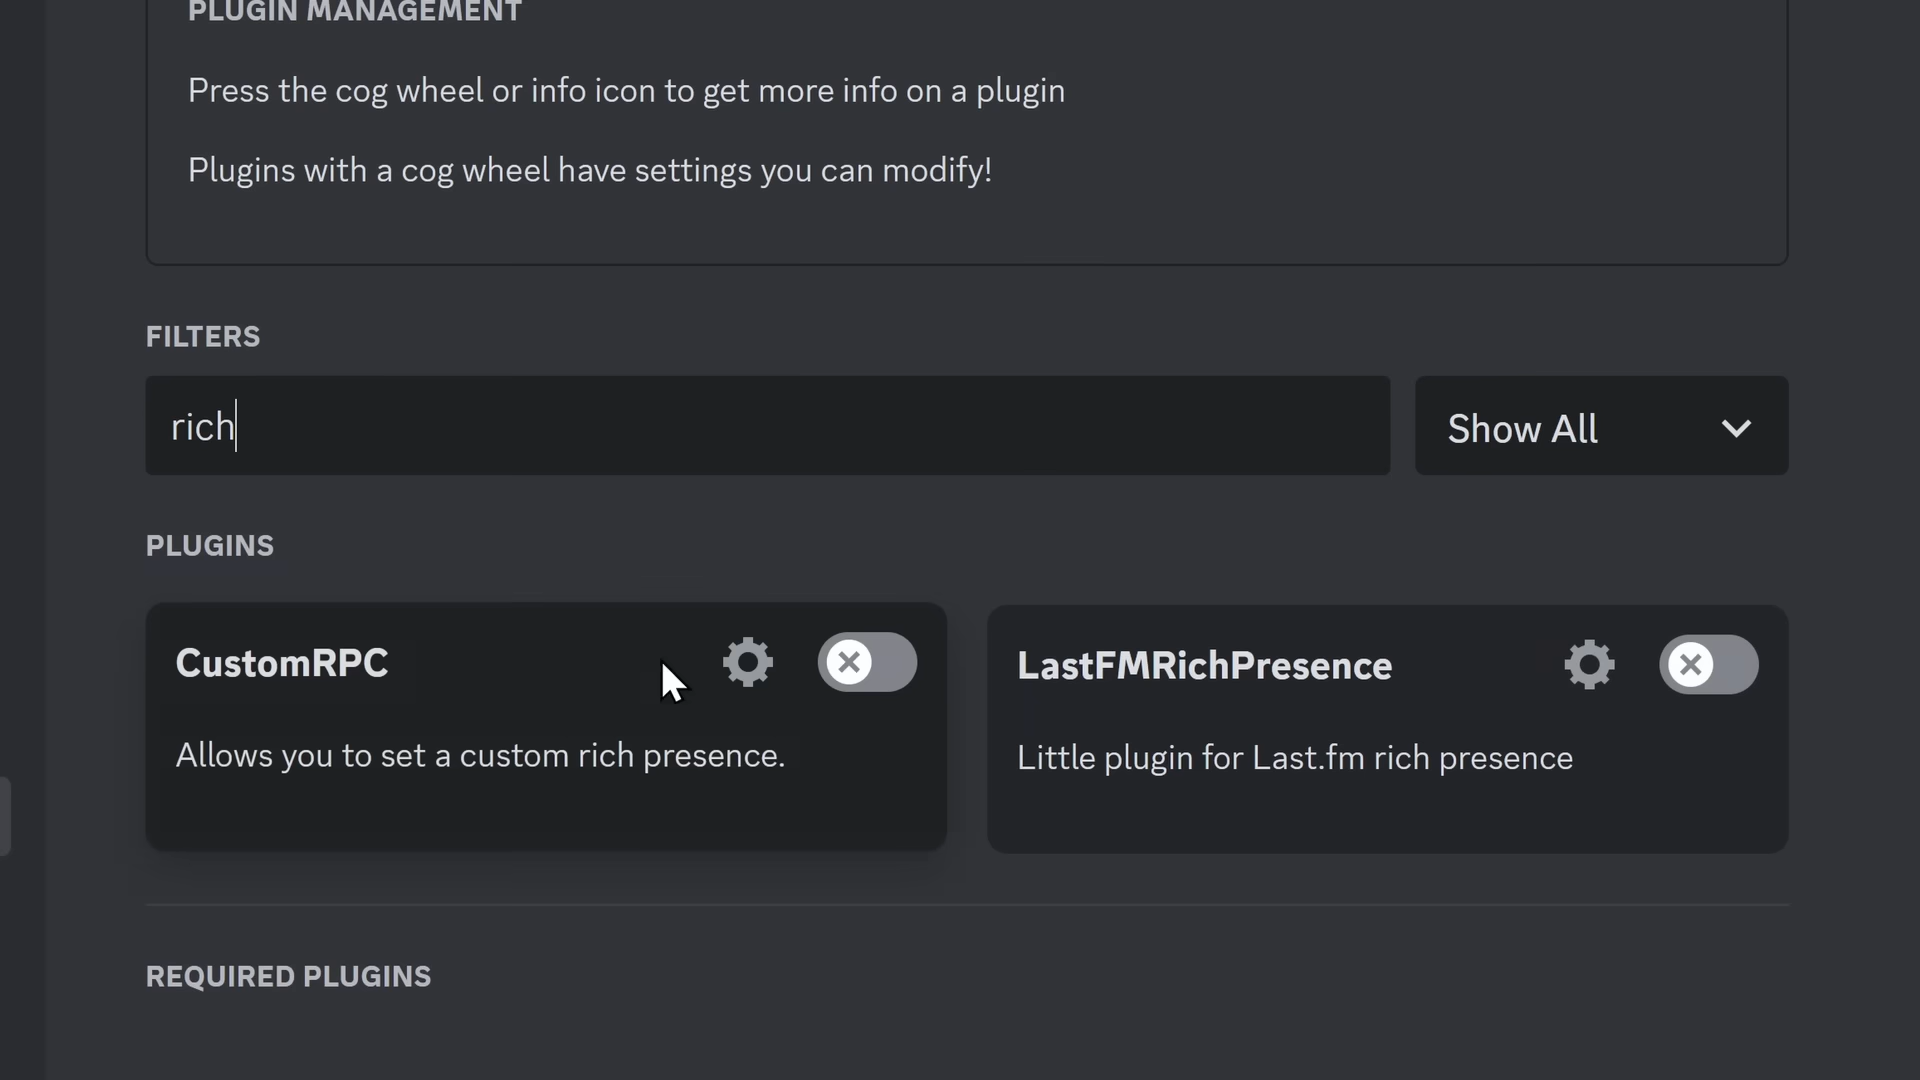 PLUGIN MANAGEMENT
Press the cog wheel or info icon to get more info on a plugin
Plugins with a cog wheel have settings you can modify!
FILTERS
rich
Show All
PLUGINS
CustomRPC
Allows you to set a custom rich presence.
LastFMRichPresence
Little plugin for Last.fm rich presence
REQUIRED PLUGINS